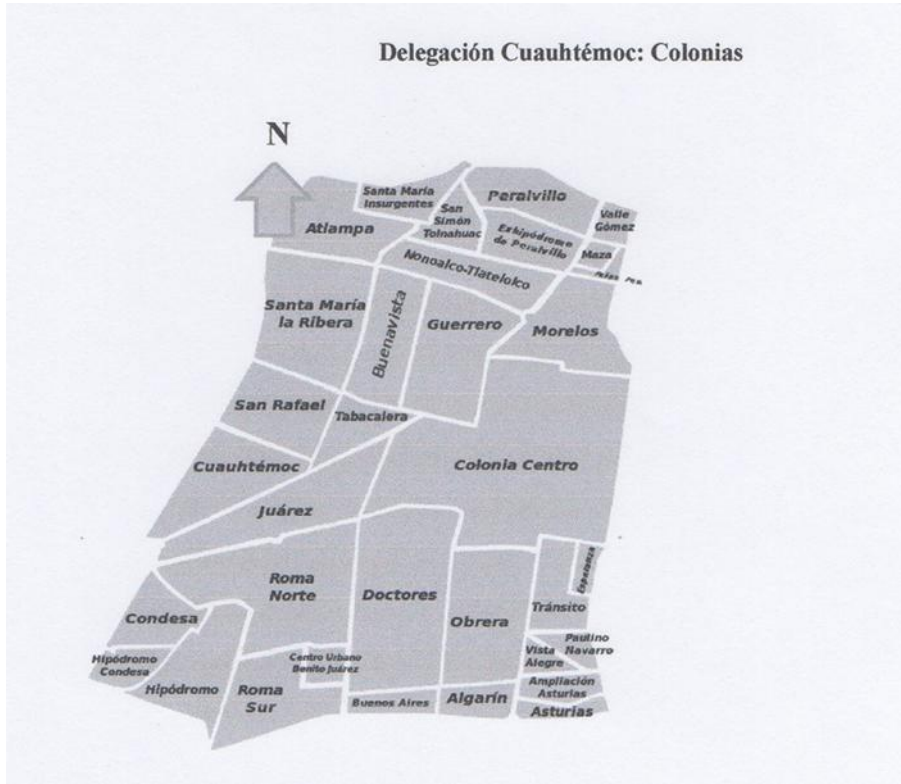 Delegación Cuauhtémoc: Colonias
N
Santa María
Insurgentes
Peralvillo
San
Simón
Tolnahuac
Valle
Gómez
Atlampa
Exhipódromo
de Peralvillo
Maza
Nonoalco-Tlatelolco
Santa María
la Ribera
Buenavista
Guerrero
Morelos
San Rafael
Tabacalera
Cuauhtémoc
Colonia Centro
Juárez
Esperanza
Roma
Norte
Doctores
Obrera
Tránsito
Condesa
Paulino
Navarro
Vista
Alegre
Hipódromo
Condesa
Centro Urbano
Benito Juárez
Hipódromo
Roma
Sur
Buenos Aires
Algarín
Ampliación
Asturias
Asturias